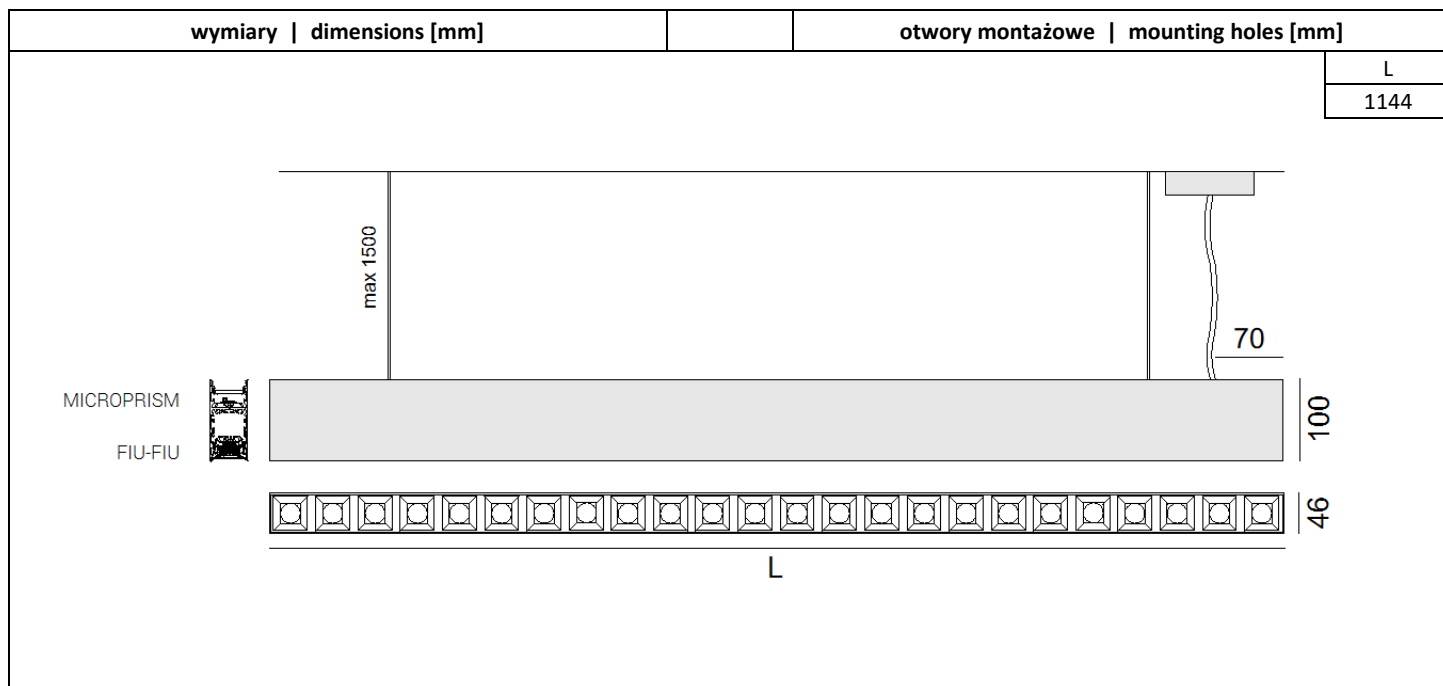 wymiary | dimensions [mm]
otwory montażowe | mounting holes [mm]
L
1144
max 1500
70
MICROPRISM
FIU-FIU
100
46
L